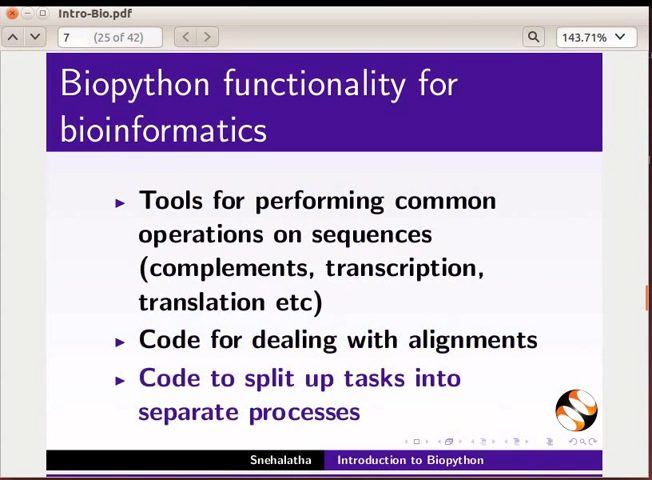 Intro-Bio.pdf
7 (25 of 42) 143.71%
Biopython functionality for
bioinformatics
Tools for performing common
operations on sequences
(complements, transcription,
translation etc)
Code for dealing with alignments
Code to split up tasks into
separate processes
Snehalatha Introduction to Biopython